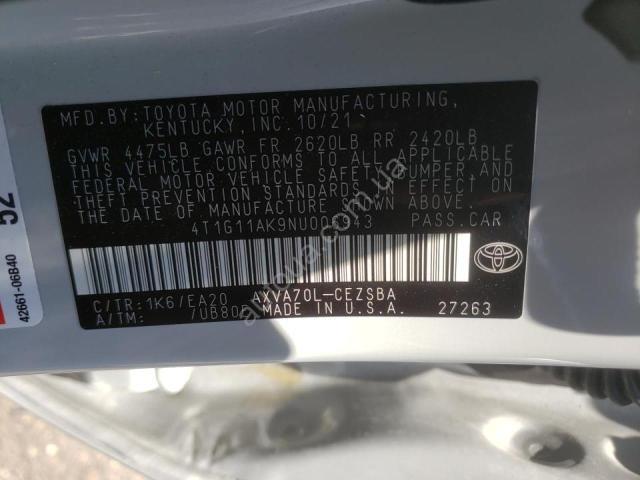 MFD.BY:TOYOTA MOTOR MANUFACTURING,
KENTUCKY, INC. 10/21
GVWR 4475LB GAWR FR 2620LB RR 2420LB
THIS VEHICLE CONFORMS TO ALL APPLICABLE
FEDERAL MOTOR VEHICLE SAFETY, BUMPER, AND
THEFT PREVENTION STANDARDS IN EFFECT ON
THE DATE OF MANUFACTURE SHOWN ABOVE.
PASS.CAR
C/TR:1K6/EA20 AXVA70L-CEZSBA
A/TM: MADE IN U.S.A. 27263
52
42661-06B40